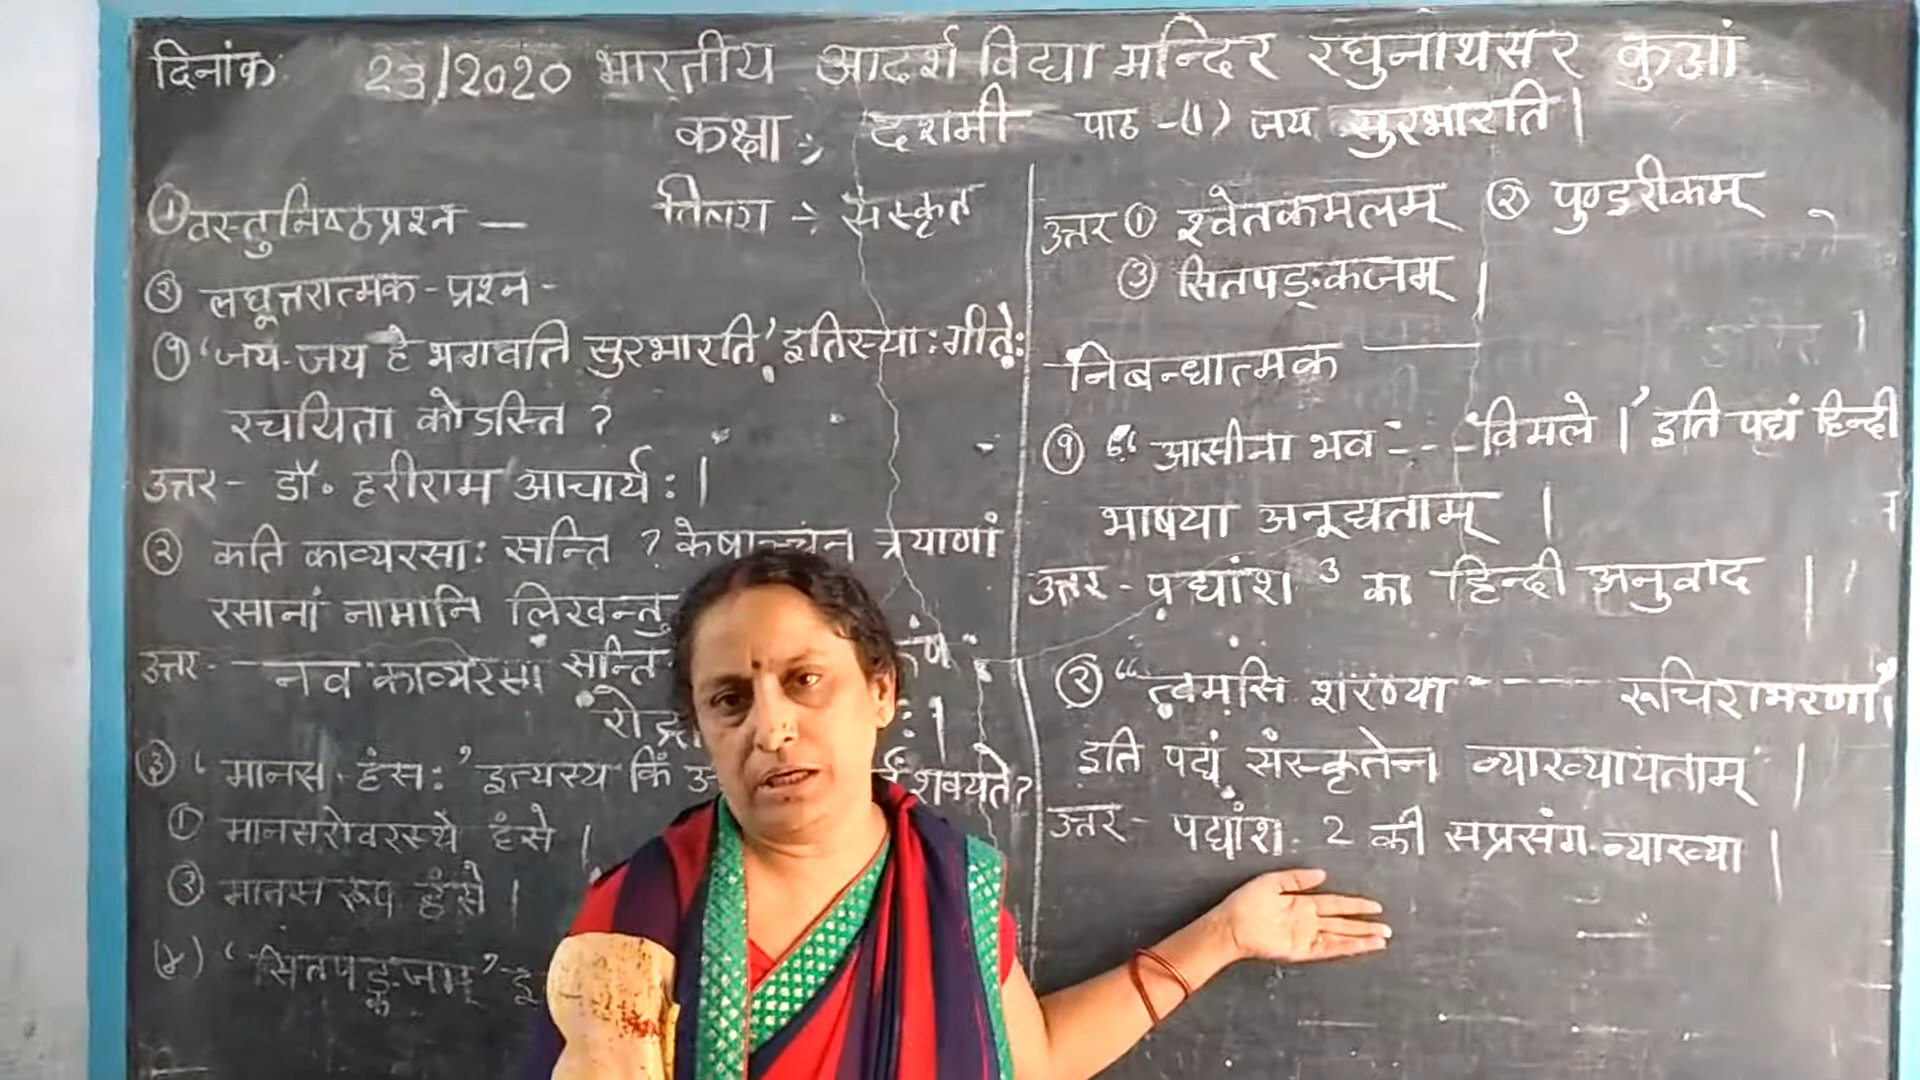 दिनांक 23/2020 भारतीय आदर्श विद्या मन्दिर रघुनाथसर कुआं
कक्षा :- दशमी पाठ -(1) जय सुरभारति।
① वस्तुनिष्ठप्रश्न —
संस्कृत
② लघूत्तरात्मक - प्रश्न -
① 'जय-जय हे भगवति सुरभारति' इतिस्या: गीते:
रचयिता कोऽस्ति ?
उत्तर - डॉ. हरीराम आचार्य: ।
② कति काव्यरसा: सन्ति ? केषाञ्चन त्रयाणां
रसानां नामानि लिखन्तु
उत्तर - नव काव्यरसा सन्ति
रोद्र
③ 'मानस हंस:' इत्यस्य किं शक्यते?
① मानसरोवरस्थे हंसे ।
② मानस रूप हंसे ।
(४) 'सितपङ्कजम्' इ
उत्तर ① श्वेतकमलम् ② पुण्डरीकम्
③ सितपङ्कजम् ।
निबन्धात्मक —
① "आसीना भव - - - विमले ।' इति पद्यं हिन्दी
भाषया अनूद्यताम् ।
उत्तर - पद्यांश 3 का हिन्दी अनुवाद ।
② "त्वमसि शरण्या - - - - रूचिराभरणा।
इति पद्यं संस्कृतेन व्याख्यायताम् ।
उत्तर - पद्यांश 2 की सप्रसंग व्याख्या ।